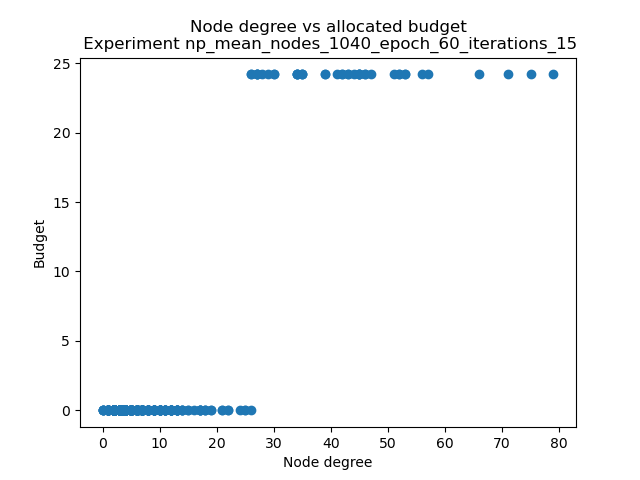 Node degree vs allocated budget
Experiment np_mean_nodes_1040_epoch_60_iterations_15
25
20
15
10
5
0
Budget
0 10 20 30 40 50 60 70 80
Node degree